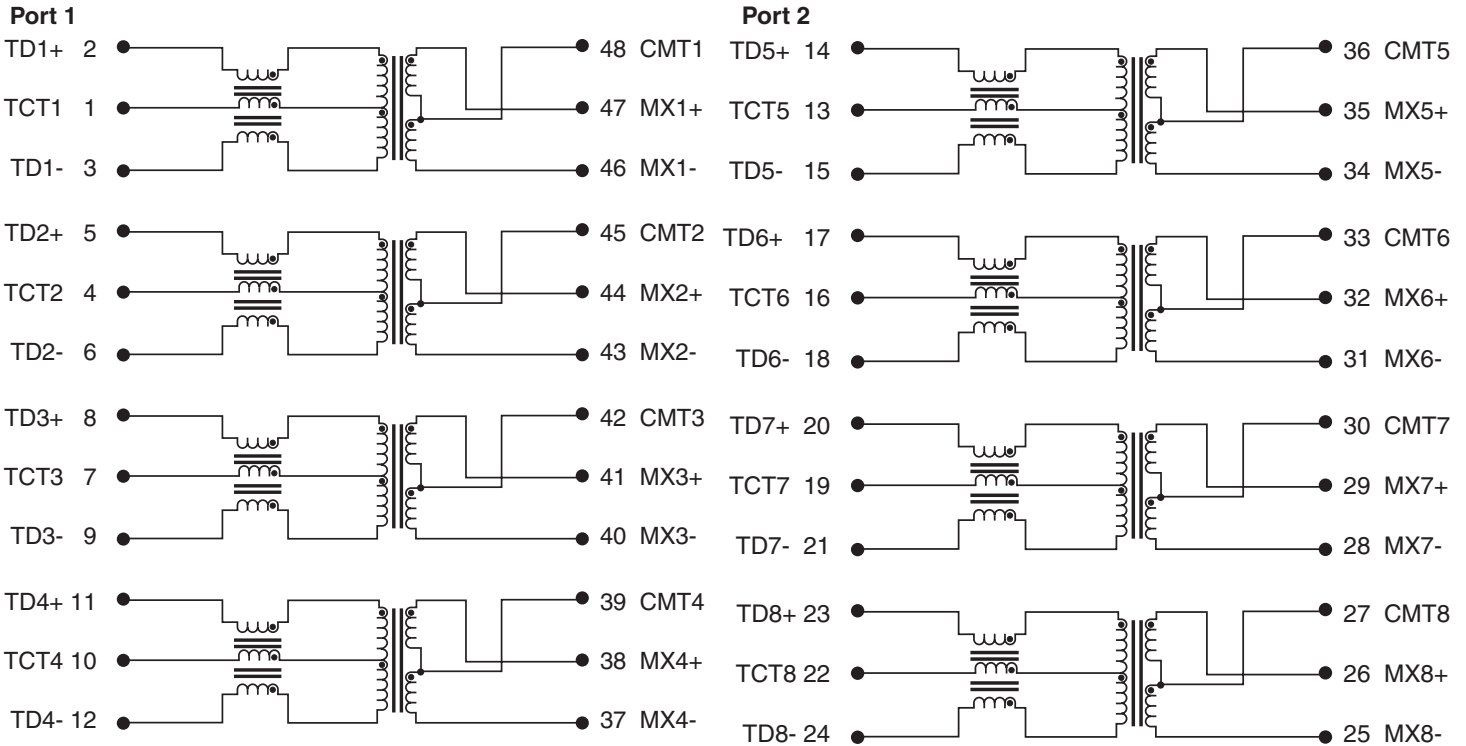 Port 1
TD1+ 2
48 CMT1
TCT1 1
47 MX1+
TD1- 3
46 MX1-
TD2+ 5
45 CMT2
TCT2 4
44 MX2+
TD2- 6
43 MX2-
TD3+ 8
42 CMT3
TCT3 7
41 MX3+
TD3- 9
40 MX3-
TD4+ 11
39 CMT4
TCT4 10
38 MX4+
TD4- 12
37 MX4-
Port 2
TD5+ 14
36 CMT5
TCT5 13
35 MX5+
TD5- 15
34 MX5-
TD6+ 17
33 CMT6
TCT6 16
32 MX6+
TD6- 18
31 MX6-
TD7+ 20
30 CMT7
TCT7 19
29 MX7+
TD7- 21
28 MX7-
TD8+ 23
27 CMT8
TCT8 22
26 MX8+
TD8- 24
25 MX8-